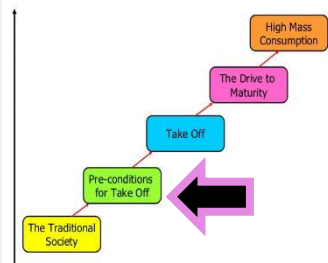 High Mass
Consumption
The Drive to
Maturity
Take Off
Pre-conditions
for Take Off
The Traditional
Society